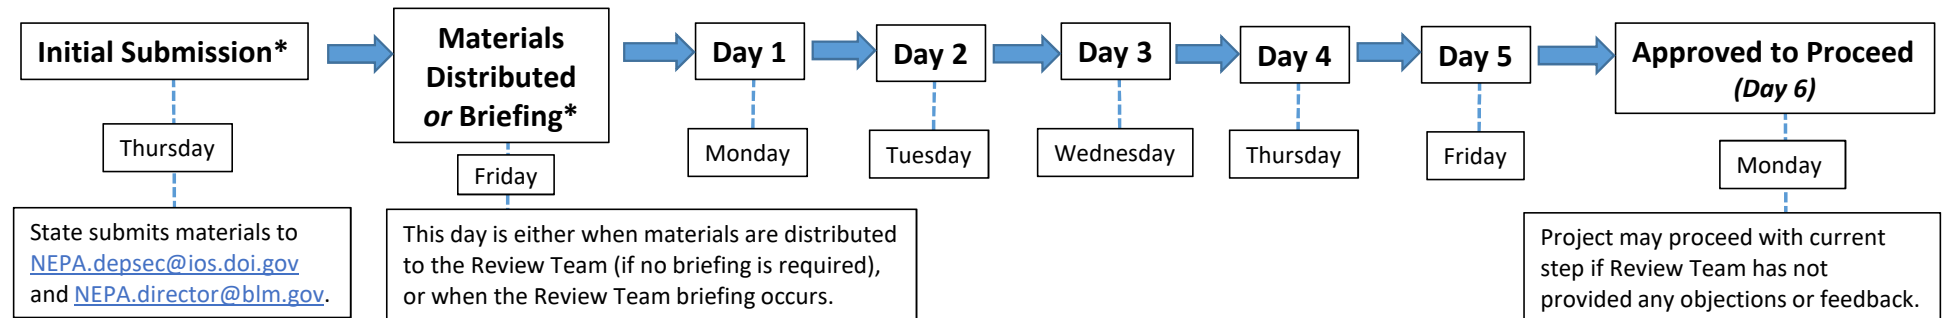 Initial Submission*
Thursday
State submits materials to
NEPA.depsec@ios.doi.gov
and NEPA.director@blm.gov.
Materials
Distributed
or Briefing*
Friday
This day is either when materials are distributed
to the Review Team (if no briefing is required),
or when the Review Team briefing occurs.
Day 1
Monday
Day 2
Tuesday
Day 3
Wednesday
Day 4
Thursday
Day 5
Friday
Approved to Proceed
(Day 6)
Monday
Project may proceed with current
step if Review Team has not
provided any objections or feedback.